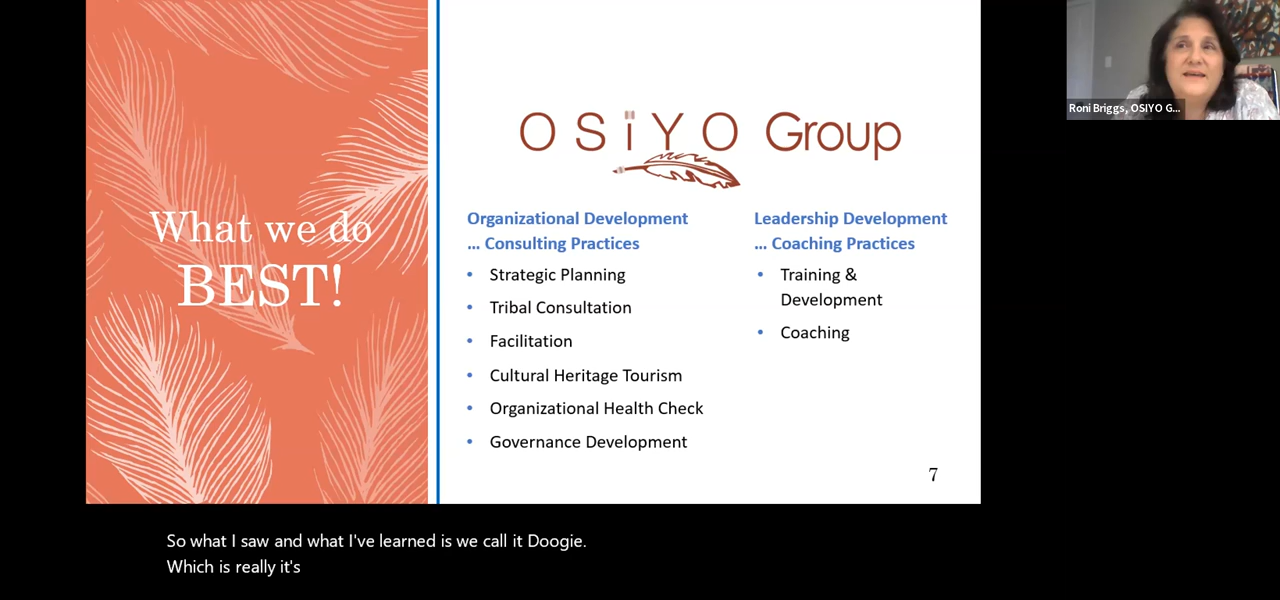 What we do
BEST!
OSiYO Group
Organizational Development
... Consulting Practices
• Strategic Planning
• Tribal Consultation
• Facilitation
• Cultural Heritage Tourism
• Organizational Health Check
• Governance Development
Leadership Development
... Coaching Practices
• Training &
Development
• Coaching
7
Roni Briggs, OSIYO G...
So what I saw and what I've learned is we call it Doogie.
Which is really it's